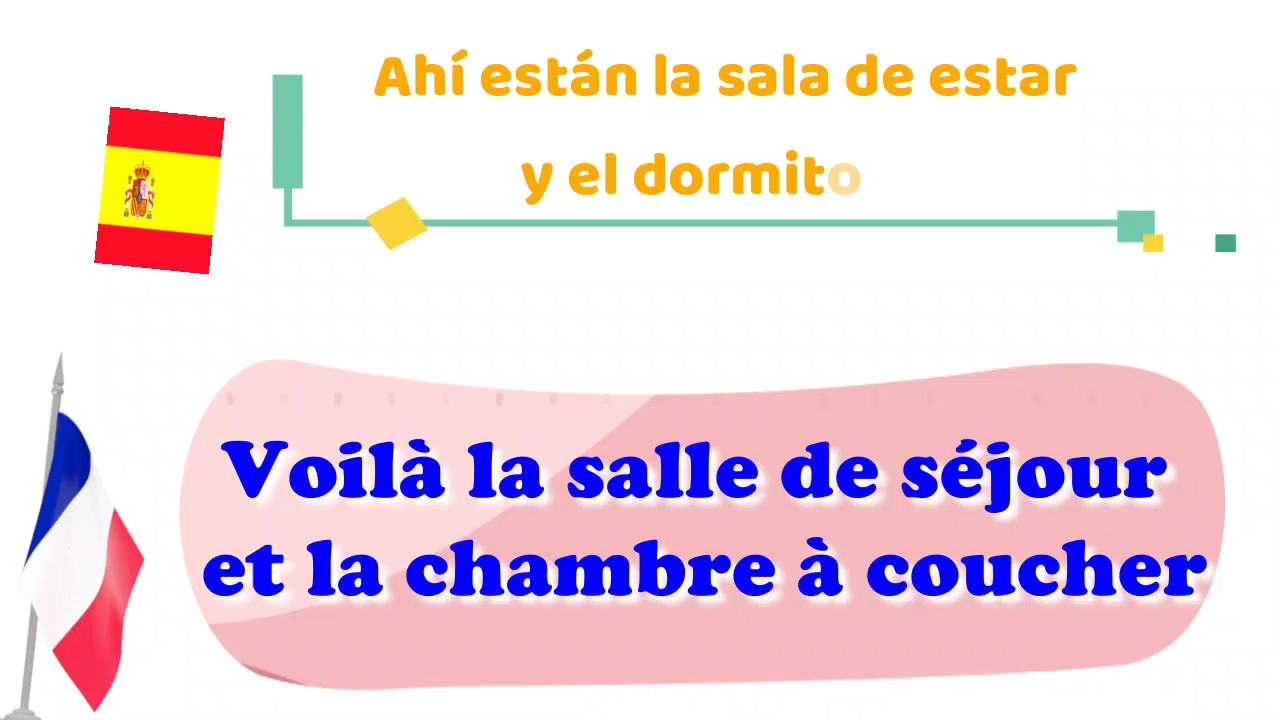 Ahí están la sala de estar
y el dormito
Voilà la salle de séjour
et la chambre à coucher